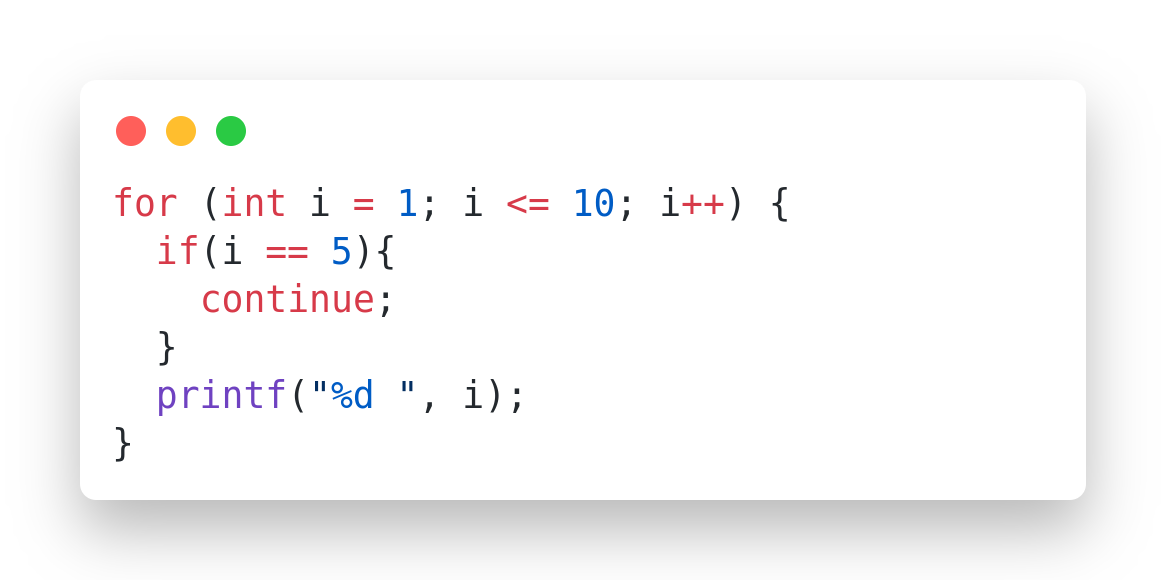 for (int i = 1; i <= 10; i++) {
  if(i == 5){
    continue;
  }
  printf("%d ", i);
}